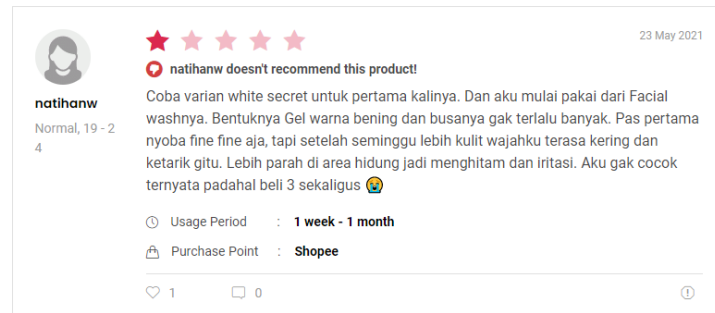 23 May 2021
natihanw doesn't recommend this product!
natihanw
Normal, 19 - 2
4
Coba varian white secret untuk pertama kalinya. Dan aku mulai pakai dari Facial
washnya. Bentuknya Gel warna bening dan busanya gak terlalu banyak. Pas pertama
nyoba fine fine aja, tapi setelah seminggu lebih kulit wajahku terasa kering dan
ketarik gitu. Lebih parah di area hidung jadi menghitam dan iritasi. Aku gak cocok
ternyata padahal beli 3 sekaligus 😭
Usage Period : 1 week - 1 month
Purchase Point : Shopee
1 0